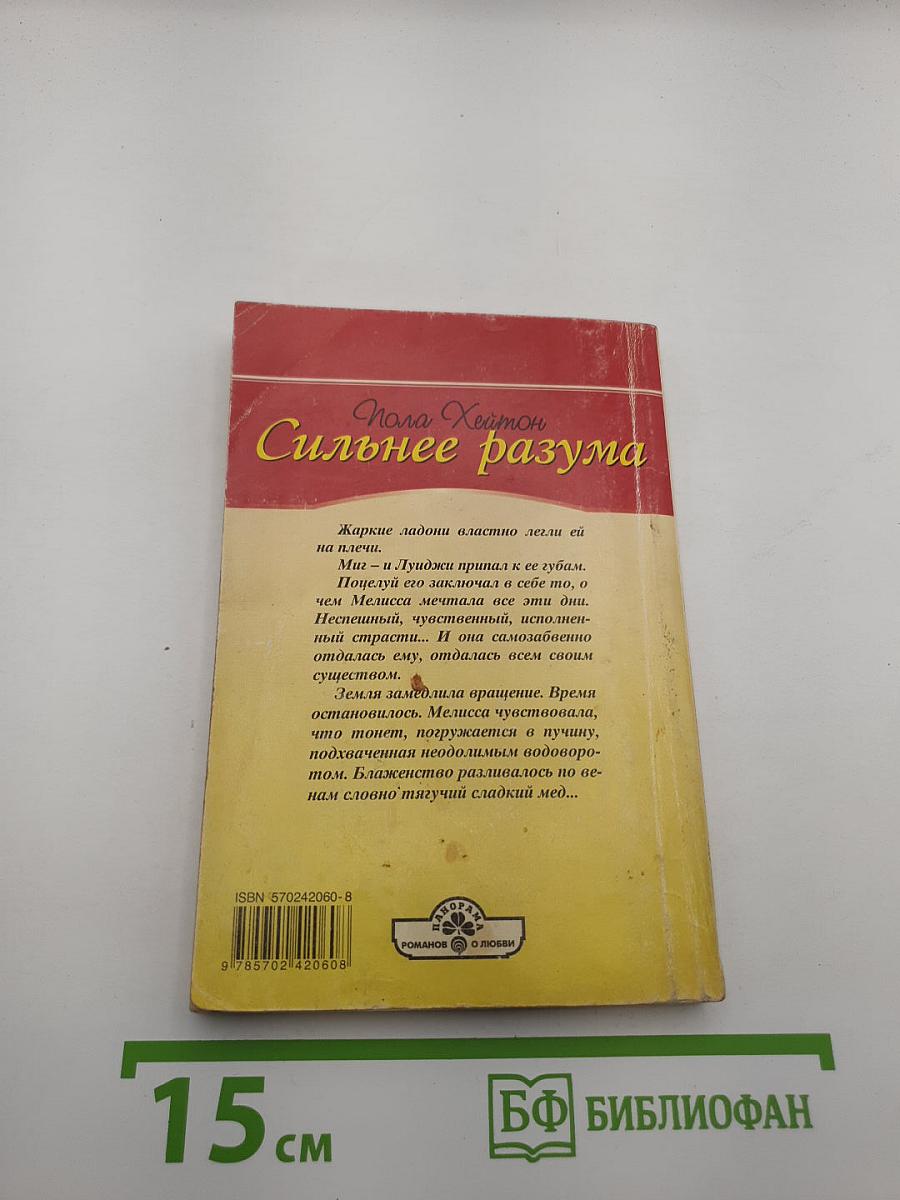 Пола Хейтон
Сильнее разума
Жаркие ладони властно легли ей
на плечи.
Миг – и Луиджи припал к ее губам.
Поцелуй его заключал в себе то, о
чем Мелисса мечтала все эти дни.
Неспешный, чувственный, исполнен-
ный страсти... И она самозабвенно
отдалась ему, отдалась всем своим
существом.
Земля замедлила вращение. Время
остановилось. Мелисса чувствовала,
что тонет, погружается в пучину,
подхваченная неодолимым водоворо-
том. Блаженство разливалось по ве-
нам словно тягучий сладкий мед...
ISBN 570242060-8
9 785702 420608
ПАНОРАМА
РОМАНОВ О ЛЮБВИ
15 см
БФ БИБЛИОФАН